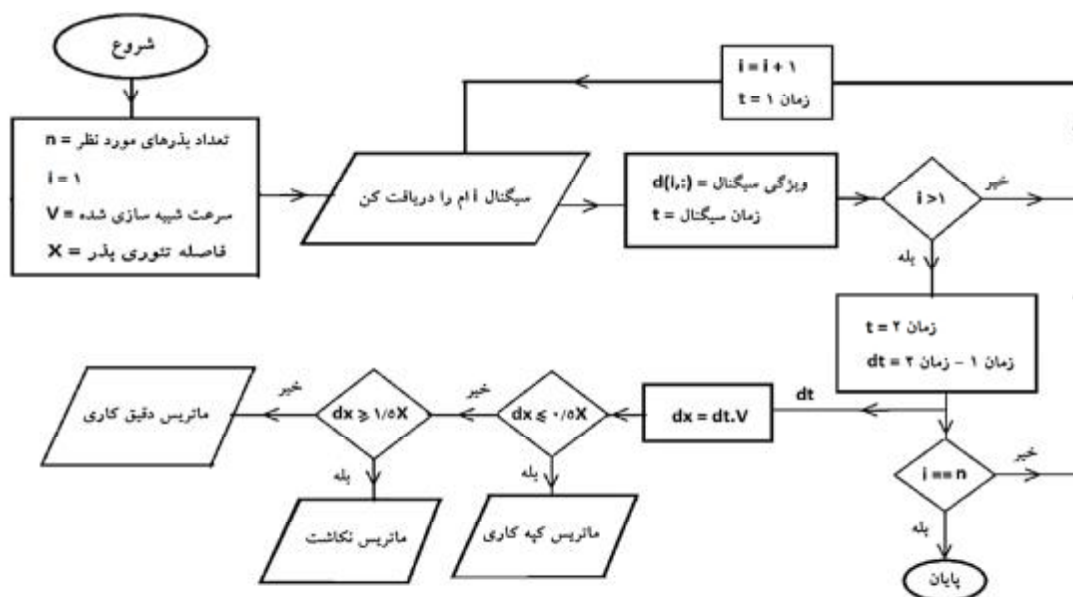 شروع
تعداد بذرهای مورد نظر = n
i = ۱
سرعت شبیه سازی شده = V
فاصله تئوری بذر = X
سیگنال i ام را دریافت کن
i = i + ۱
t = ۱ زمان
d(i,:) = ویژگی سیگنال
t = زمان سیگنال
i >۱
خیر
بله
t = ۲ زمان
dt = ۲ زمان – ۱ زمان
dt
dx = dt.V
dx ⩽ ۰/۵X
خیر
بله
ماتریس کپه کاری
dx ⩾ ۱/۵X
خیر
بله
ماتریس نکاشت
ماتریس دقیق کاری
i == n
خیر
بله
پایان